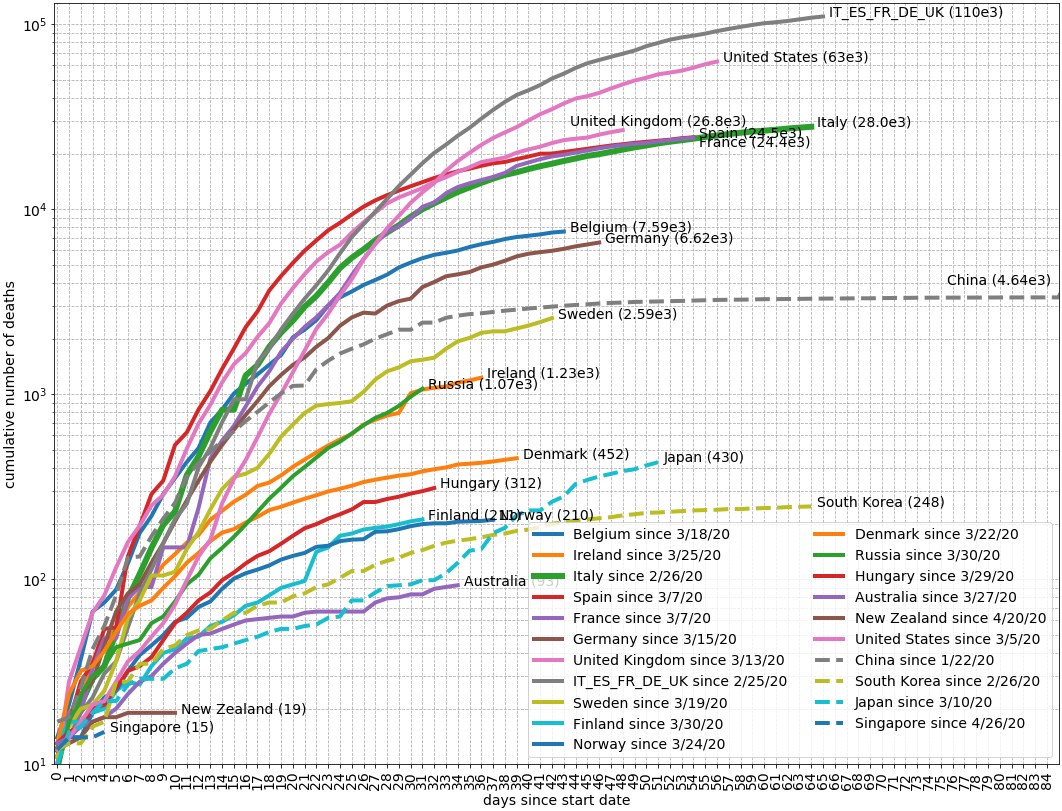 cumulative number of deaths
10⁵
10⁴
10³
10²
10¹
IT_ES_FR_DE_UK (110e3)
United States (63e3)
United Kingdom (26.8e3)
Italy (28.0e3)
Spain (24.5e3)
France (24.4e3)
Belgium (7.59e3)
Germany (6.62e3)
China (4.64e3)
Sweden (2.59e3)
Ireland (1.23e3)
Russia (1.07e3)
Denmark (452)
Japan (430)
Hungary (312)
South Korea (248)
Finland (211)
Norway (210)
Australia (93)
New Zealand (19)
Singapore (15)
Belgium since 3/18/20
Ireland since 3/25/20
Italy since 2/26/20
Spain since 3/7/20
France since 3/7/20
Germany since 3/15/20
United Kingdom since 3/13/20
IT_ES_FR_DE_UK since 2/25/20
Sweden since 3/19/20
Finland since 3/30/20
Norway since 3/24/20
Denmark since 3/22/20
Russia since 3/30/20
Hungary since 3/29/20
Australia since 3/27/20
New Zealand since 4/20/20
United States since 3/5/20
China since 1/22/20
South Korea since 2/26/20
Japan since 3/10/20
Singapore since 4/26/20
0 1 2 3 4 5 6 7 8 9 10 11 12 13 14 15 16 17 18 19 20 21 22 23 24 25 26 27 28 29 30 31 32 33 34 35 36 37 38 39 40 41 42 43 44 45 46 47 48 49 50 51 52 53 54 55 56 57 58 59 60 61 62 63 64 65 66 67 68 69 70 71 72 73 74 75 76 77 78 79 80 81 82 83 84
days since start date